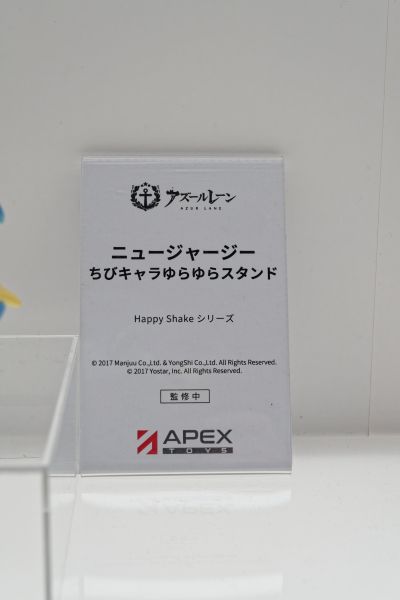 アズールレーン
AZUR LANE
ニュージャージー
ちびキャラゆらゆらスタンド
Happy Shake シリーズ
© 2017 Manjuu Co.,Ltd. & YongShi Co.,Ltd. All Rights Reserved.
© 2017 Yostar, Inc. All Rights Reserved.
監修中
APEX
TOYS